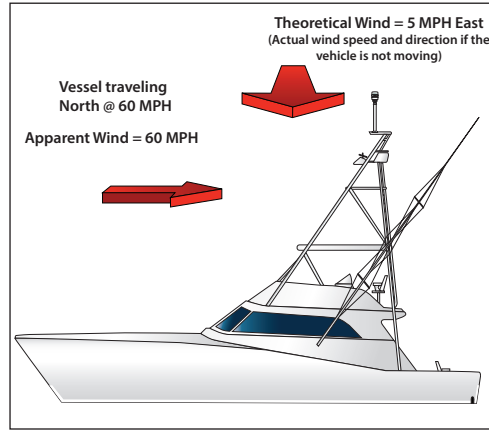 Theoretical Wind = 5 MPH East
(Actual wind speed and direction if the
vehicle is not moving)
Vessel traveling
North @ 60 MPH
Apparent Wind = 60 MPH